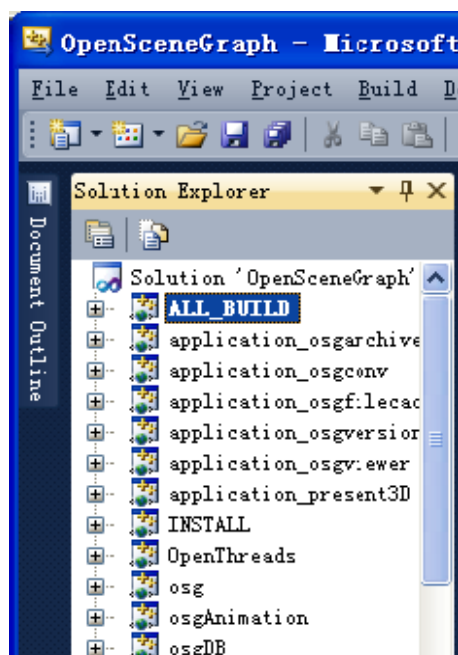 OpenSceneGraph - Microsoft
File Edit View Project Build D
Solution Explorer
Document Outline
Solution 'OpenSceneGraph'
ALL_BUILD
application_osgarchive
application_osgconv
application_osgfilecac
application_osgversion
application_osgviewer
application_present3D
INSTALL
OpenThreads
osg
osgAnimation
osgDB